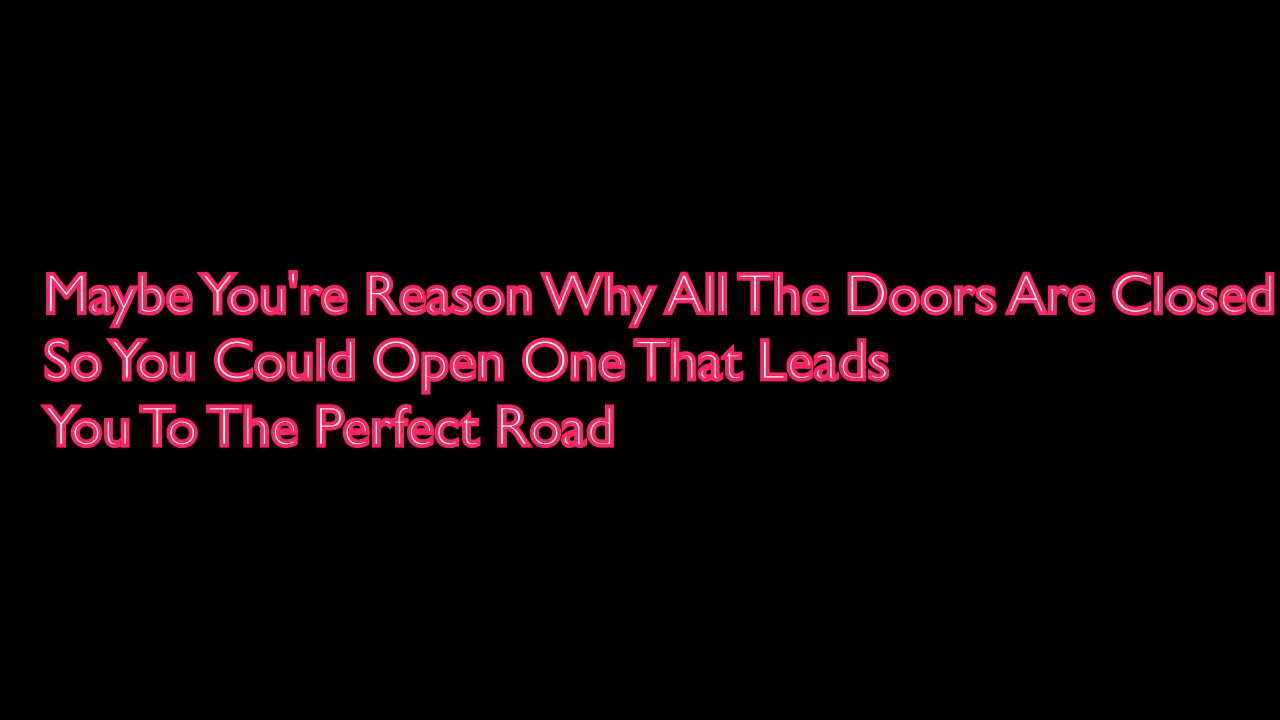 Maybe You're Reason Why All The Doors Are Closed
So You Could Open One That Leads
You To The Perfect Road